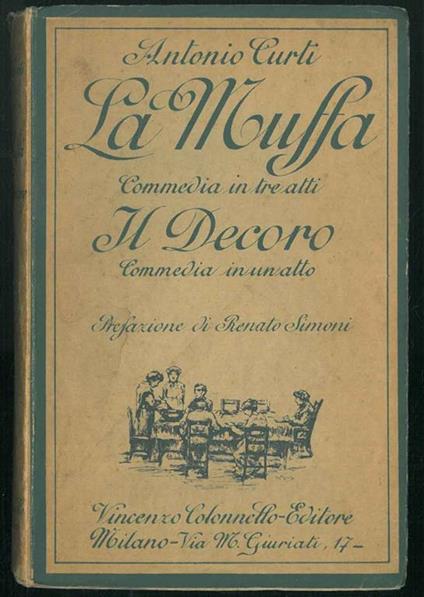 Antonio Curti
La Muffa
Commedia in tre atti
Il Decoro
Commedia in un atto
Prefazione di Renato Simoni
Vincenzo Colonnello-Editore
Milano-Via M. Giuriati, 17-